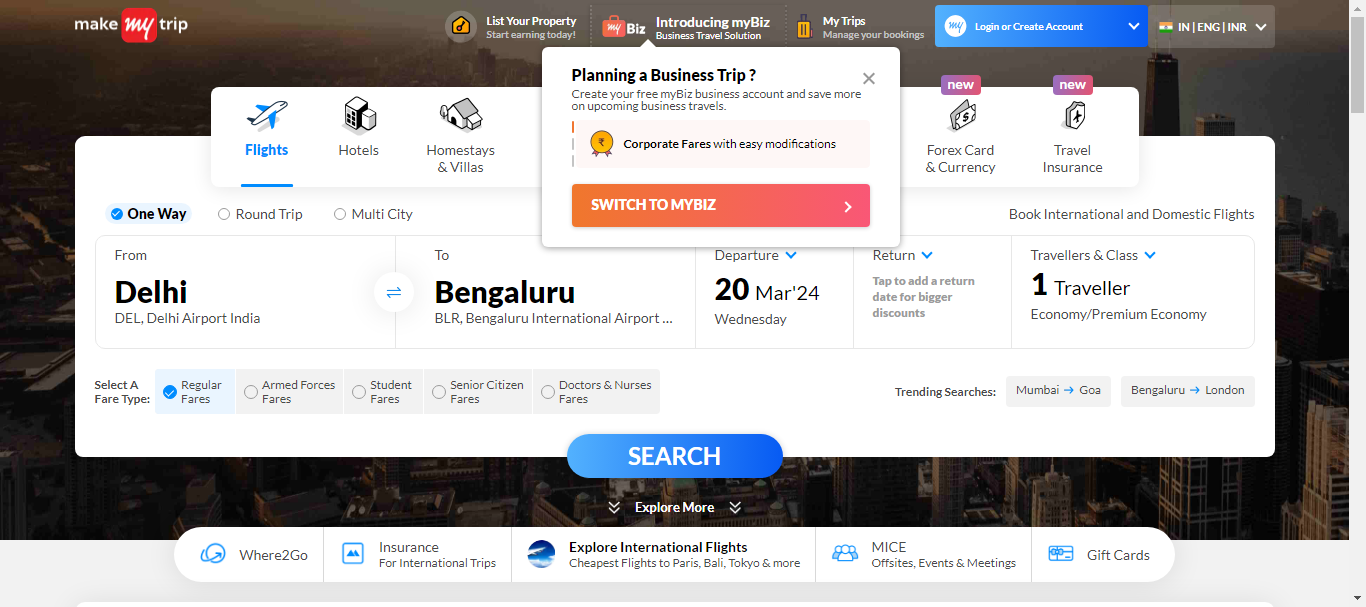 make my trip
List Your Property
Start earning today!
my Biz
Introducing myBiz
Business Travel Solution
My Trips
Manage your bookings
my
Login or Create Account
IN | ENG | INR
Planning a Business Trip ?
Create your free myBiz business account and save more
on upcoming business travels.
₹
Corporate Fares with easy modifications
SWITCH TO MYBIZ
Flights
Hotels
Homestays
& Villas
new
Forex Card
& Currency
new
Travel
Insurance
One Way
Round Trip
Multi City
Book International and Domestic Flights
From
Delhi
DEL, Delhi Airport India
To
Bengaluru
BLR, Bengaluru International Airport ...
Departure
20 Mar'24
Wednesday
Return
Tap to add a return
date for bigger
discounts
Travellers & Class
1 Traveller
Economy/Premium Economy
Select A
Fare Type:
Regular
Fares
Armed Forces
Fares
Student
Fares
Senior Citizen
Fares
Doctors & Nurses
Fares
Trending Searches:
Mumbai → Goa
Bengaluru → London
SEARCH
Explore More
Where2Go
Insurance
For International Trips
Explore International Flights
Cheapest Flights to Paris, Bali, Tokyo & more
MICE
Offsites, Events & Meetings
Gift Cards